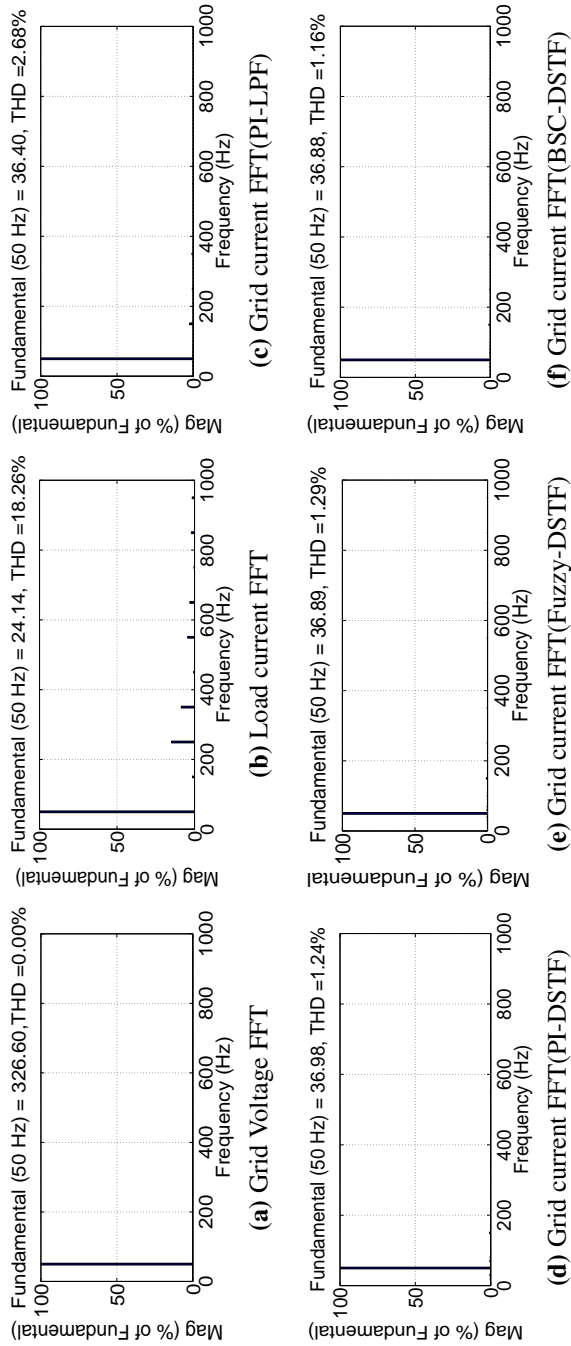 Fundamental (50 Hz) = 326.60,THD =0.00%
Mag (% of Fundamental)
100
50
0
0 200 400 600 800 1000
Frequency (Hz)
(a) Grid Voltage FFT
Fundamental (50 Hz) = 24.14, THD =18.26%
Mag (% of Fundamental)
100
50
0
0 200 400 600 800 1000
Frequency (Hz)
(b) Load current FFT
Fundamental (50 Hz) = 36.40, THD =2.68%
Mag (% of Fundamental)
100
50
0
0 200 400 600 800 1000
Frequency (Hz)
(c) Grid current FFT(PI-LPF)
Fundamental (50 Hz) = 36.98, THD =1.24%
Mag (% of Fundamental)
100
50
0
0 200 400 600 800 1000
Frequency (Hz)
(d) Grid current FFT(PI-DSTF)
Fundamental (50 Hz) = 36.89, THD =1.29%
Mag (% of Fundamental
100
50
0
0 200 400 600 800 1000
Frequency (Hz)
(e) Grid current FFT(Fuzzy-DSTF)
Fundamental (50 Hz) = 36.88, THD =1.16%
Mag (% of Fundamental)
100
50
0
0 200 400 600 800 1000
Frequency (Hz)
(f) Grid current FFT(BSC-DSTF)